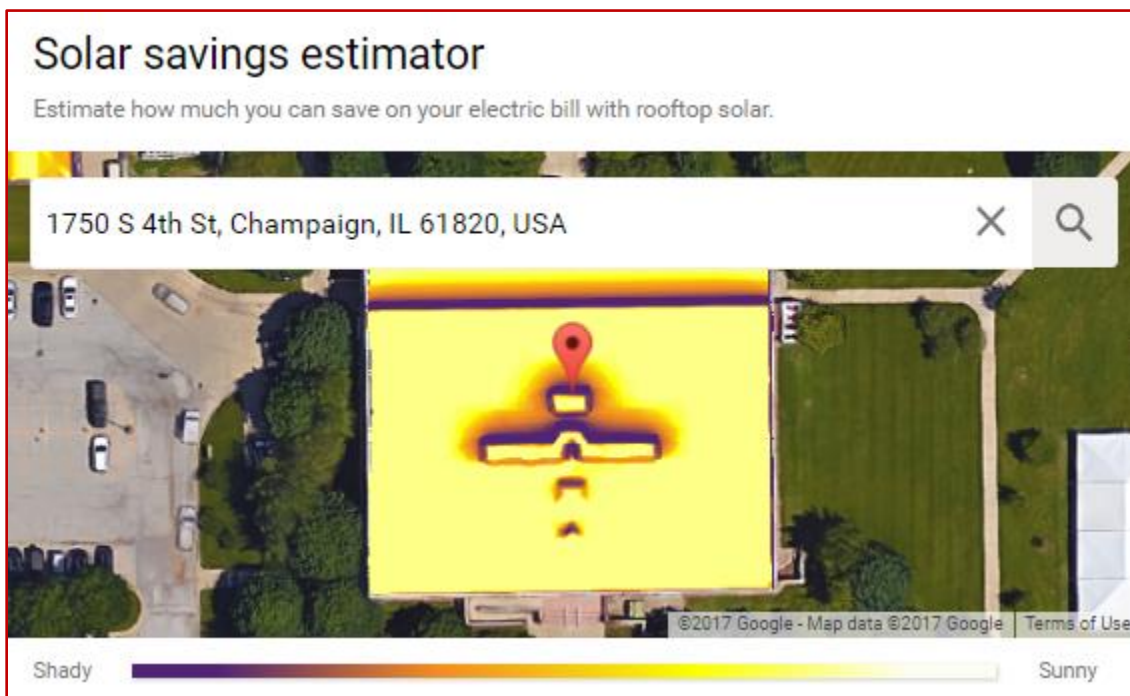 Solar savings estimator
Estimate how much you can save on your electric bill with rooftop solar.
1750 S 4th St, Champaign, IL 61820, USA
©2017 Google - Map data ©2017 Google Terms of Use
Shady Sunny